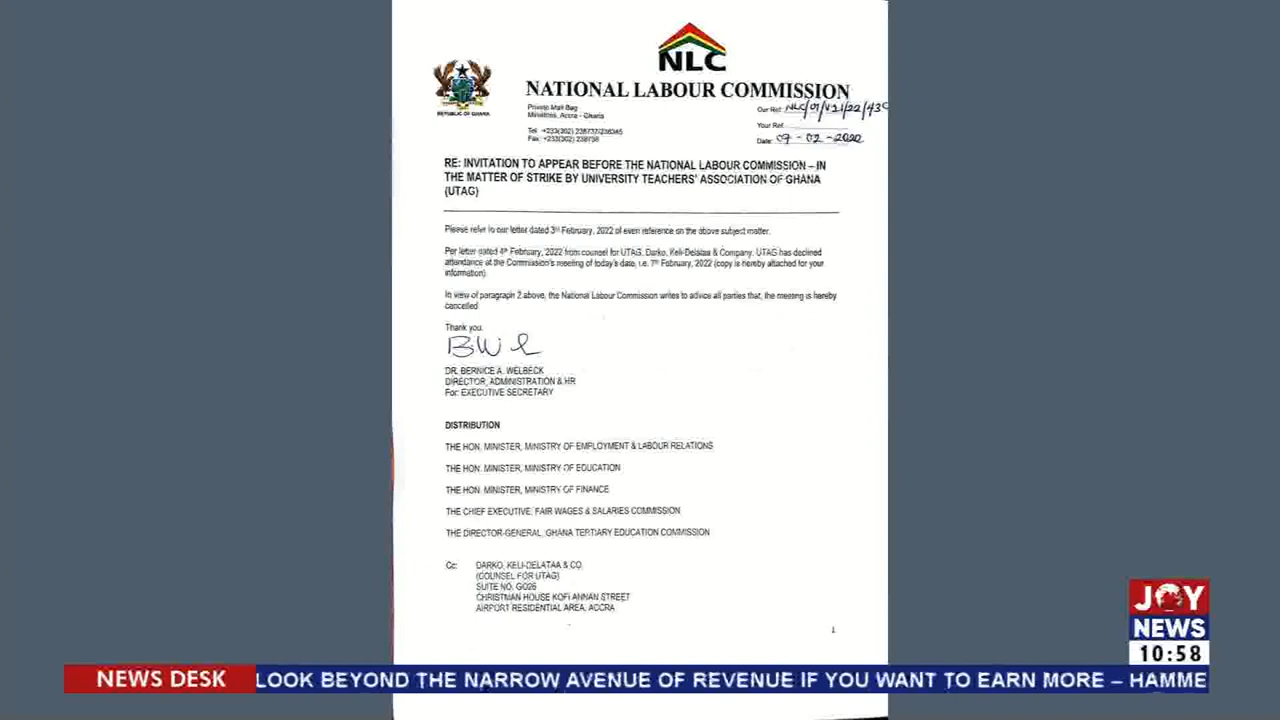 NLC
NATIONAL LABOUR COMMISSION
REPUBLIC OF GHANA
Private Mail Bag
Ministries, Accra - Ghana
Our Ref:
Tel:
Fax:
Your Ref:
Date: 09-02-2022
RE: INVITATION TO APPEAR BEFORE THE NATIONAL LABOUR COMMISSION – IN
THE MATTER OF STRIKE BY UNIVERSITY TEACHERS' ASSOCIATION OF GHANA
(UTAG)
Please refer to our letter dated 3rd February, 2022 of even reference on the above subject matter.
Per letter dated 4th February, 2022 from counsel for UTAG, Darko, Keli-Delataa & Company. UTAG has declined
attendance at the Commission's meeting of today's date, i.e. 7th February, 2022 (copy is hereby attached for your
information)
In view of paragraph 2 above, the National Labour Commission writes to advice all parties that, the meeting is hereby
cancelled
Thank you.
DR. BERNICE A. WELBECK
DIRECTOR, ADMINISTRATION & HR
For: EXECUTIVE SECRETARY
DISTRIBUTION
THE HON. MINISTER, MINISTRY OF EMPLOYMENT & LABOUR RELATIONS
THE HON. MINISTER, MINISTRY OF EDUCATION
THE HON. MINISTER, MINISTRY OF FINANCE
THE CHIEF EXECUTIVE, FAIR WAGES & SALARIES COMMISSION
THE DIRECTOR-GENERAL, GHANA TERTIARY EDUCATION COMMISSION
Cc: DARKO, KELI-DELATAA & CO.
(COUNSEL FOR UTAG)
SUITE NO. G026
CHRISTMAN HOUSE KOFI ANNAN STREET
AIRPORT RESIDENTIAL AREA, ACCRA
1
JOY
NEWS
10:58
NEWS DESK LOOK BEYOND THE NARROW AVENUE OF REVENUE IF YOU WANT TO EARN MORE – HAMME